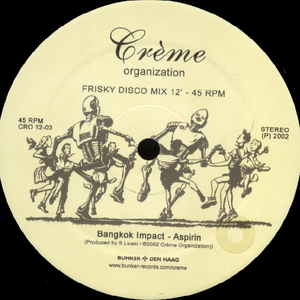 Crème
organization
FRISKY DISCO MIX 12' - 45 RPM
45 RPM
CRO 12-03
STEREO
(P) 2002
Bangkok Impact - Aspirin
(Produced by S.Liuski / ©2002 Crème Organization))
BUNKER DEN HAAG
www.bunker-records.com/creme